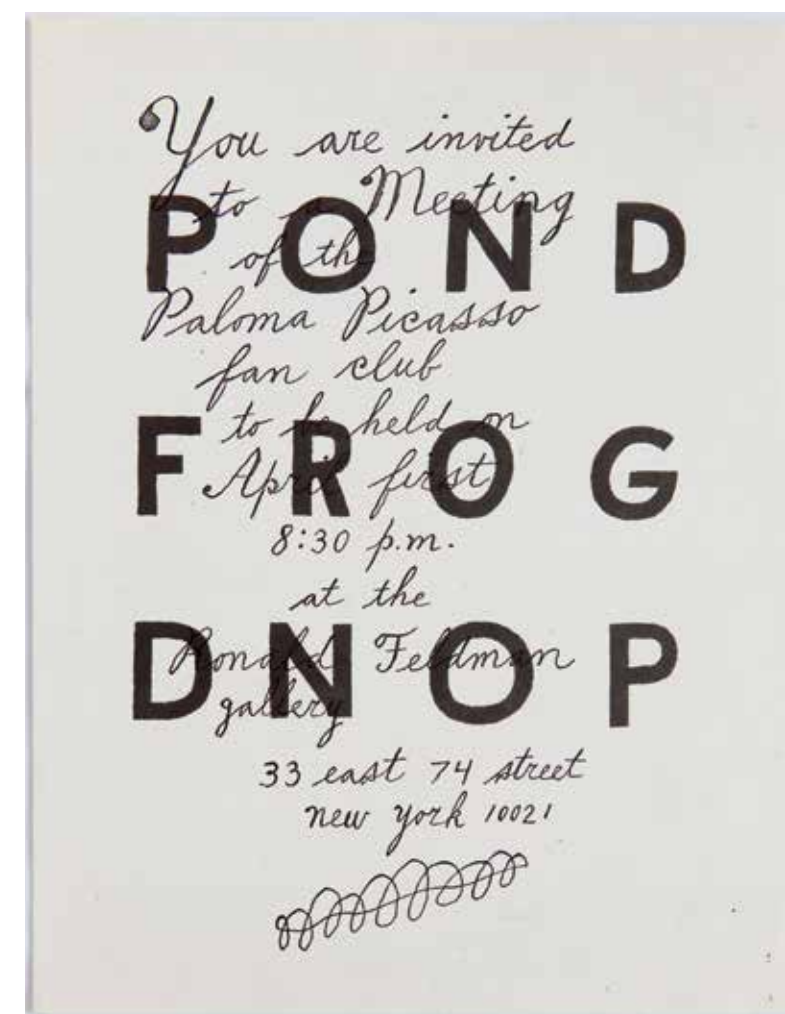 You are invited
to a Meeting
POND
of the
Paloma Picasso
fan club
to be held on
FROG
April first
8:30 p.m.
at the
Ronald Feldman
DNOP
gallery
33 east 74 street
new york 10021